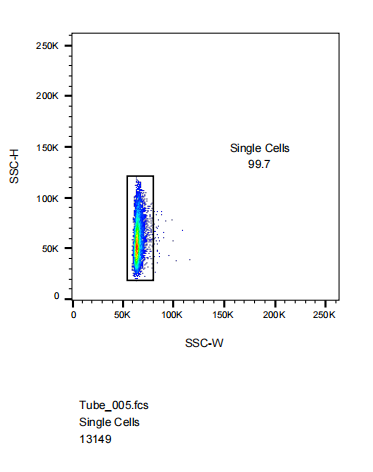 250K
200K
150K
100K
50K
0
SSC-H
Single Cells
99.7
0 50K 100K 150K 200K 250K
SSC-W
Tube_005.fcs
Single Cells
13149